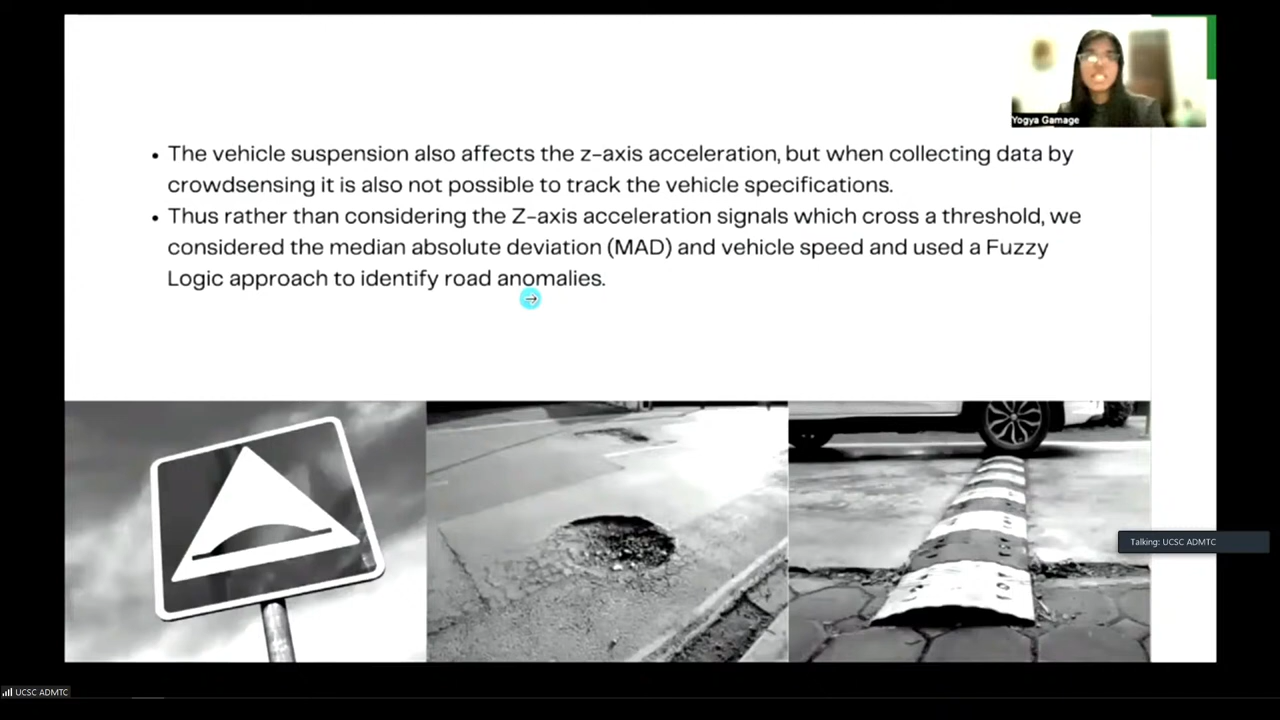 Yogya Gamage
• The vehicle suspension also affects the z-axis acceleration, but when collecting data by
crowdsensing it is also not possible to track the vehicle specifications.
• Thus rather than considering the Z-axis acceleration signals which cross a threshold, we
considered the median absolute deviation (MAD) and vehicle speed and used a Fuzzy
Logic approach to identify road anomalies.
Talking: UCSC ADMTC
UCSC ADMTC